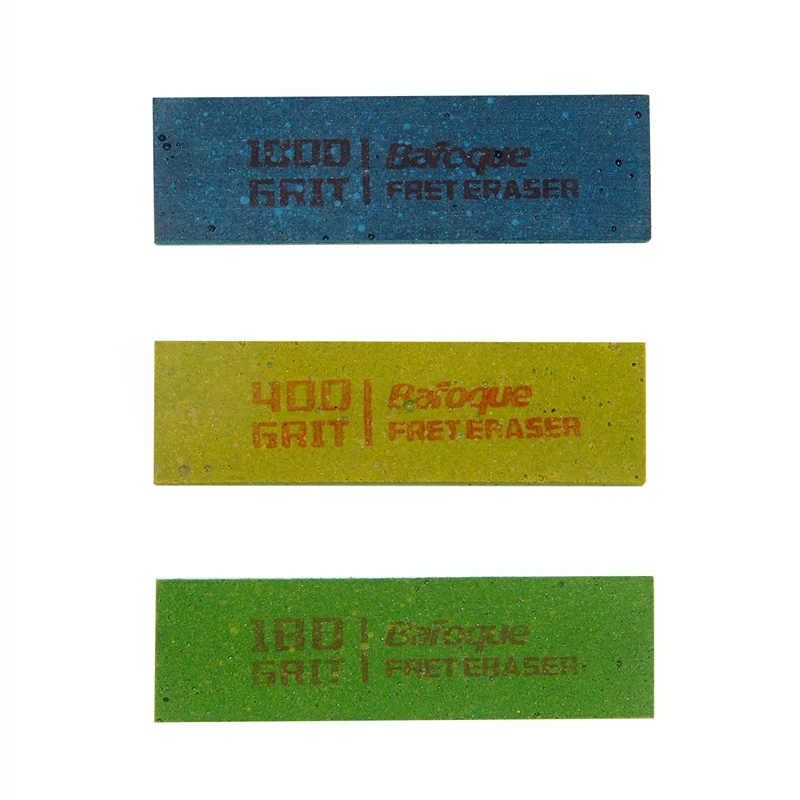 1000 GRIT | Baroque FRET ERASER
400 GRIT | Baroque FRET ERASER
180 GRIT | Baroque FRET ERASER